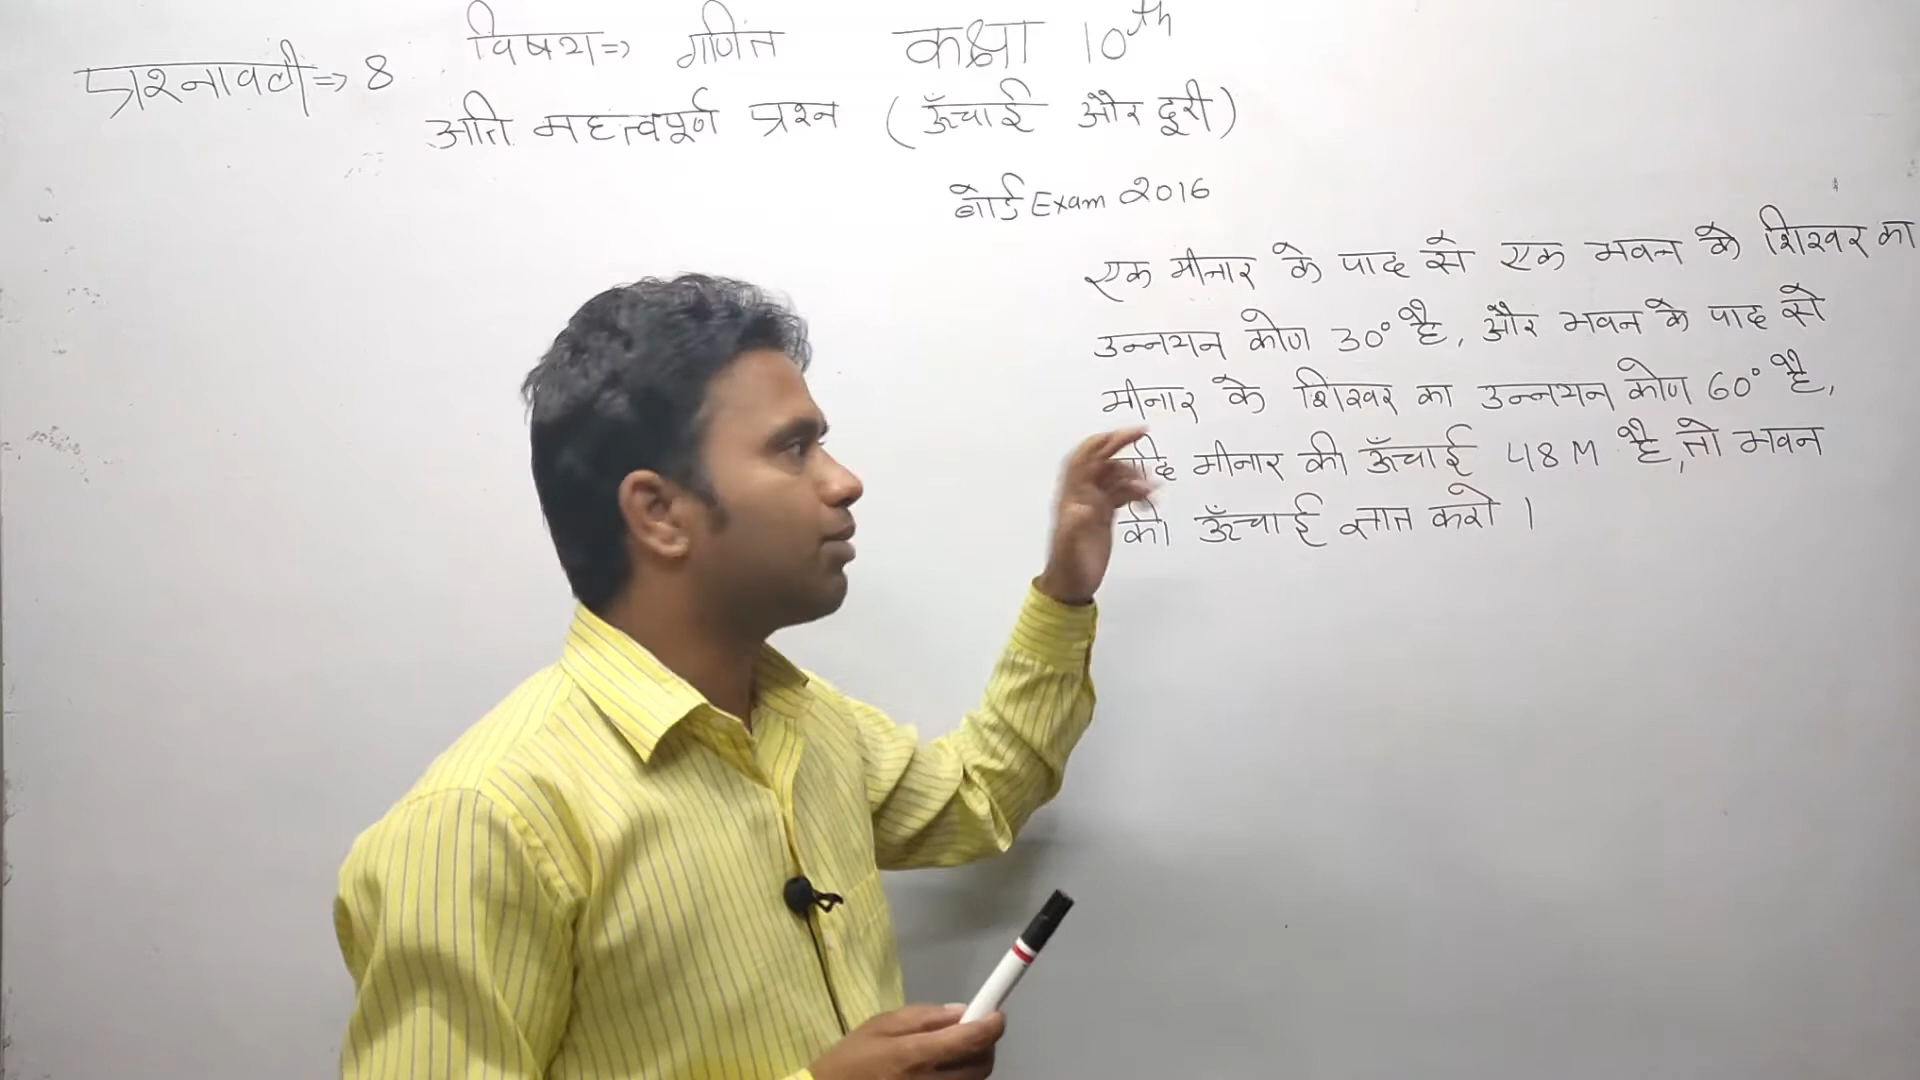 विषय=> गणित कक्षा 10th
प्रश्नावली=> 8
अति महत्वपूर्ण प्रश्न (ऊँचाई और दूरी)
बोर्ड Exam 2016
एक मीनार के पाद से एक भवन के शिखर का
उन्नयन कोण 30° है, और भवन के पाद से
मीनार के शिखर का उन्नयन कोण 60° है,
यदि मीनार की ऊँचाई 48 M है, तो भवन
की ऊँचाई ज्ञात करो।